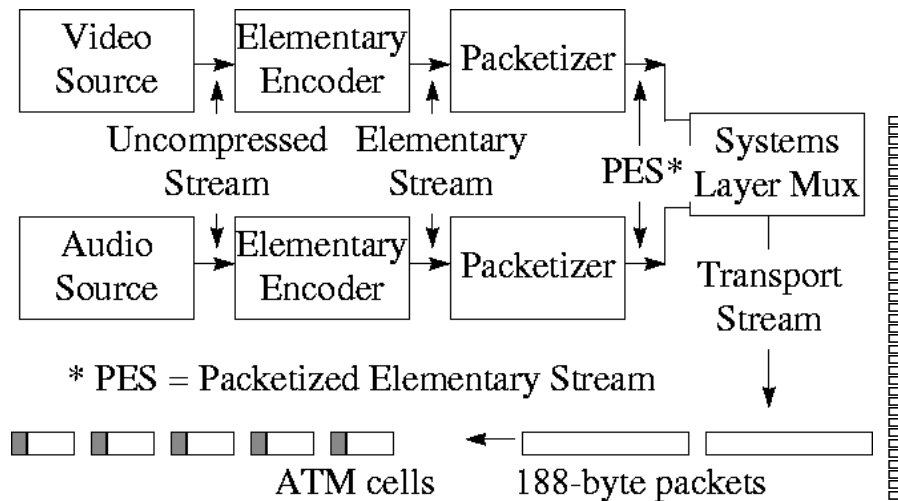 Video
Source
Elementary
Encoder
Packetizer
Uncompressed
Stream
Elementary
Stream
PES*
Systems
Layer Mux
Audio
Source
Elementary
Encoder
Packetizer
Transport
Stream
* PES = Packetized Elementary Stream
ATM cells
188-byte packets